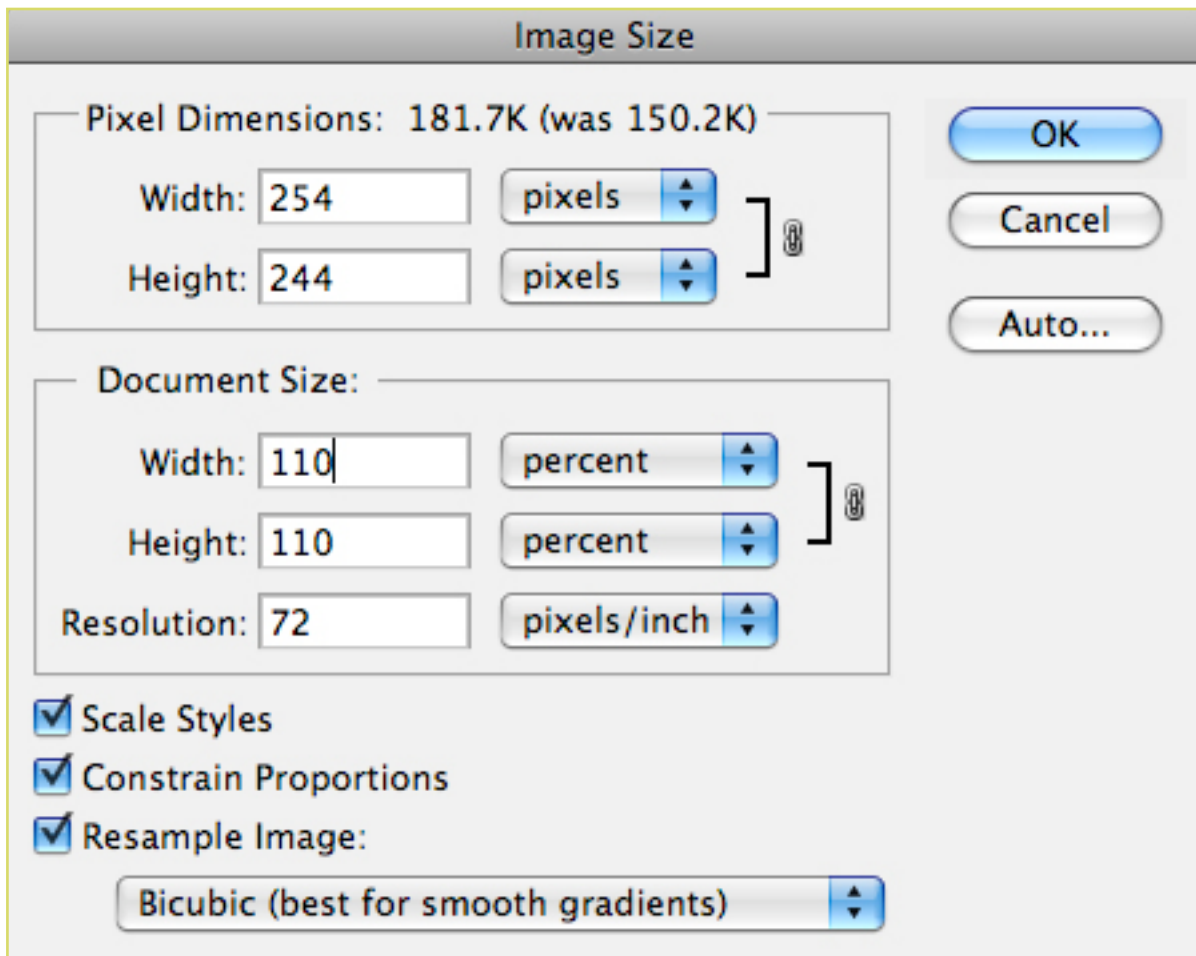 Image Size
Pixel Dimensions: 181.7K (was 150.2K)
Width: 254 pixels
Height: 244 pixels
OK
Cancel
Auto...
Document Size:
Width: 110 percent
Height: 110 percent
Resolution: 72 pixels/inch
Scale Styles
Constrain Proportions
Resample Image:
Bicubic (best for smooth gradients)